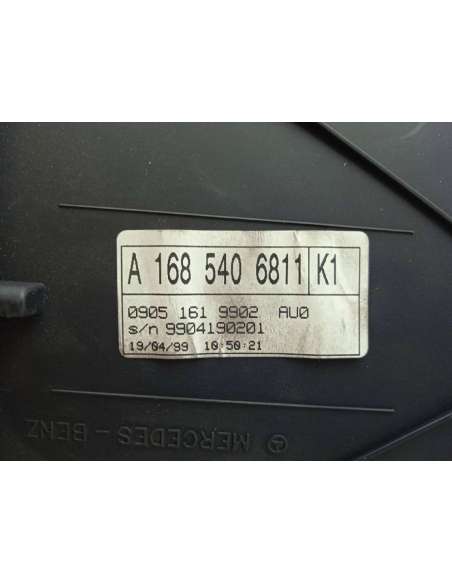 A 168 540 6811 K1
0905 161 9902 AU0
s/n 9904190201
19/04/99 10:50:21
MERCEDES-BENZ